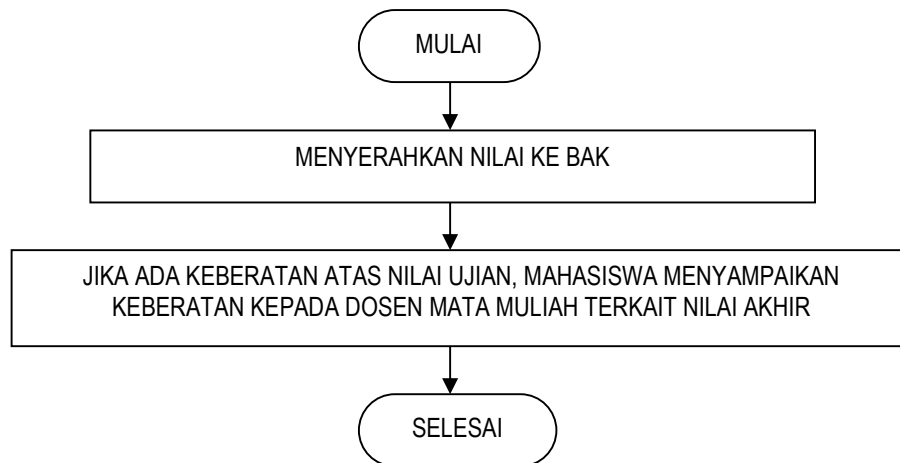 MULAI
MENYERAHKAN NILAI KE BAK
JIKA ADA KEBERATAN ATAS NILAI UJIAN, MAHASISWA MENYAMPAIKAN
KEBERATAN KEPADA DOSEN MATA MULIAH TERKAIT NILAI AKHIR
SELESAI